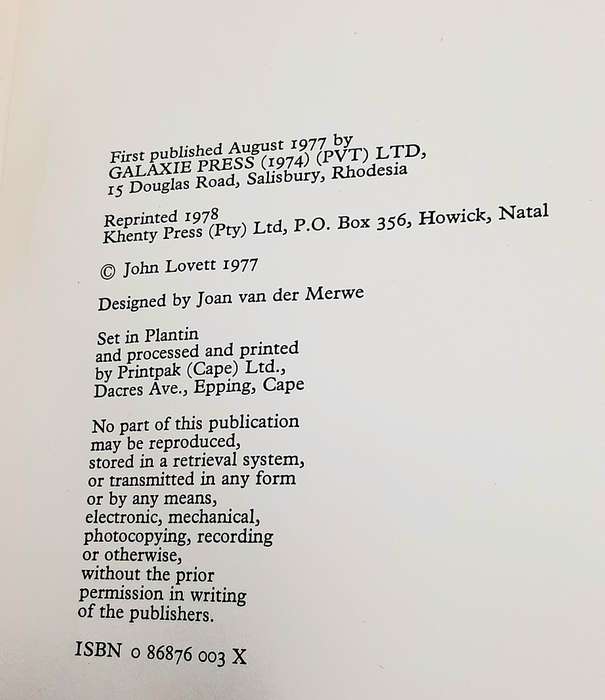 First published August 1977 by
GALAXIE PRESS (1974) (PVT) LTD,
15 Douglas Road, Salisbury, Rhodesia
Reprinted 1978
Khenty Press (Pty) Ltd, P.O. Box 356, Howick, Natal
© John Lovett 1977
Designed by Joan van der Merwe
Set in Plantin
and processed and printed
by Printpak (Cape) Ltd.,
Dacres Ave., Epping, Cape
No part of this publication
may be reproduced,
stored in a retrieval system,
or transmitted in any form
or by any means,
electronic, mechanical,
photocopying, recording
or otherwise,
without the prior
permission in writing
of the publishers.
ISBN 0 86876 003 X